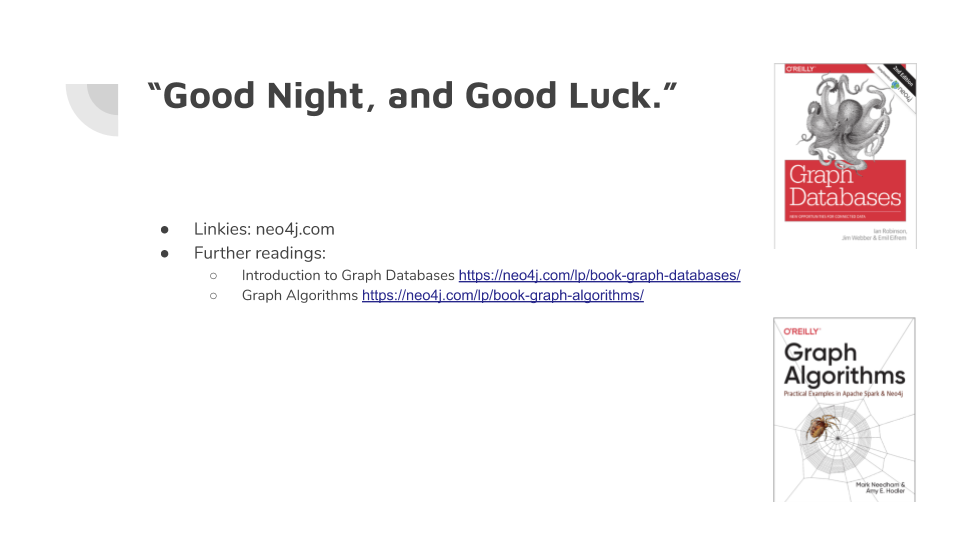 “Good Night, and Good Luck.”
● Linkies: neo4j.com
● Further readings:
○ Introduction to Graph Databases https://neo4j.com/lp/book-graph-databases/
○ Graph Algorithms https://neo4j.com/lp/book-graph-algorithms/
O'REILLY
2nd Edition
neo4j
Graph
Databases
NEW OPPORTUNITIES FOR CONNECTED DATA
Ian Robinson,
Jim Webber & Emil Eifrem
O'REILLY
Graph
Algorithms
Practical Examples in Apache Spark & Neo4j
Mark Needham &
Amy E. Hodler